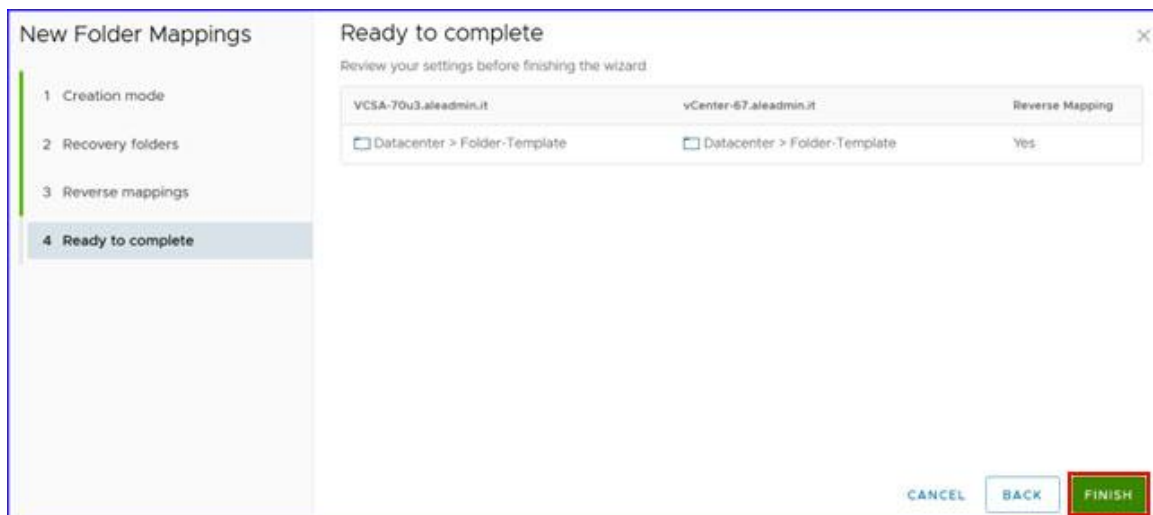 New Folder Mappings
1 Creation mode
2 Recovery folders
3 Reverse mappings
4 Ready to complete
Ready to complete
Review your settings before finishing the wizard
VCSA-70u3.aleadmin.it vCenter-67.aleadmin.it Reverse Mapping
Datacenter > Folder-Template Datacenter > Folder-Template Yes
CANCEL BACK FINISH